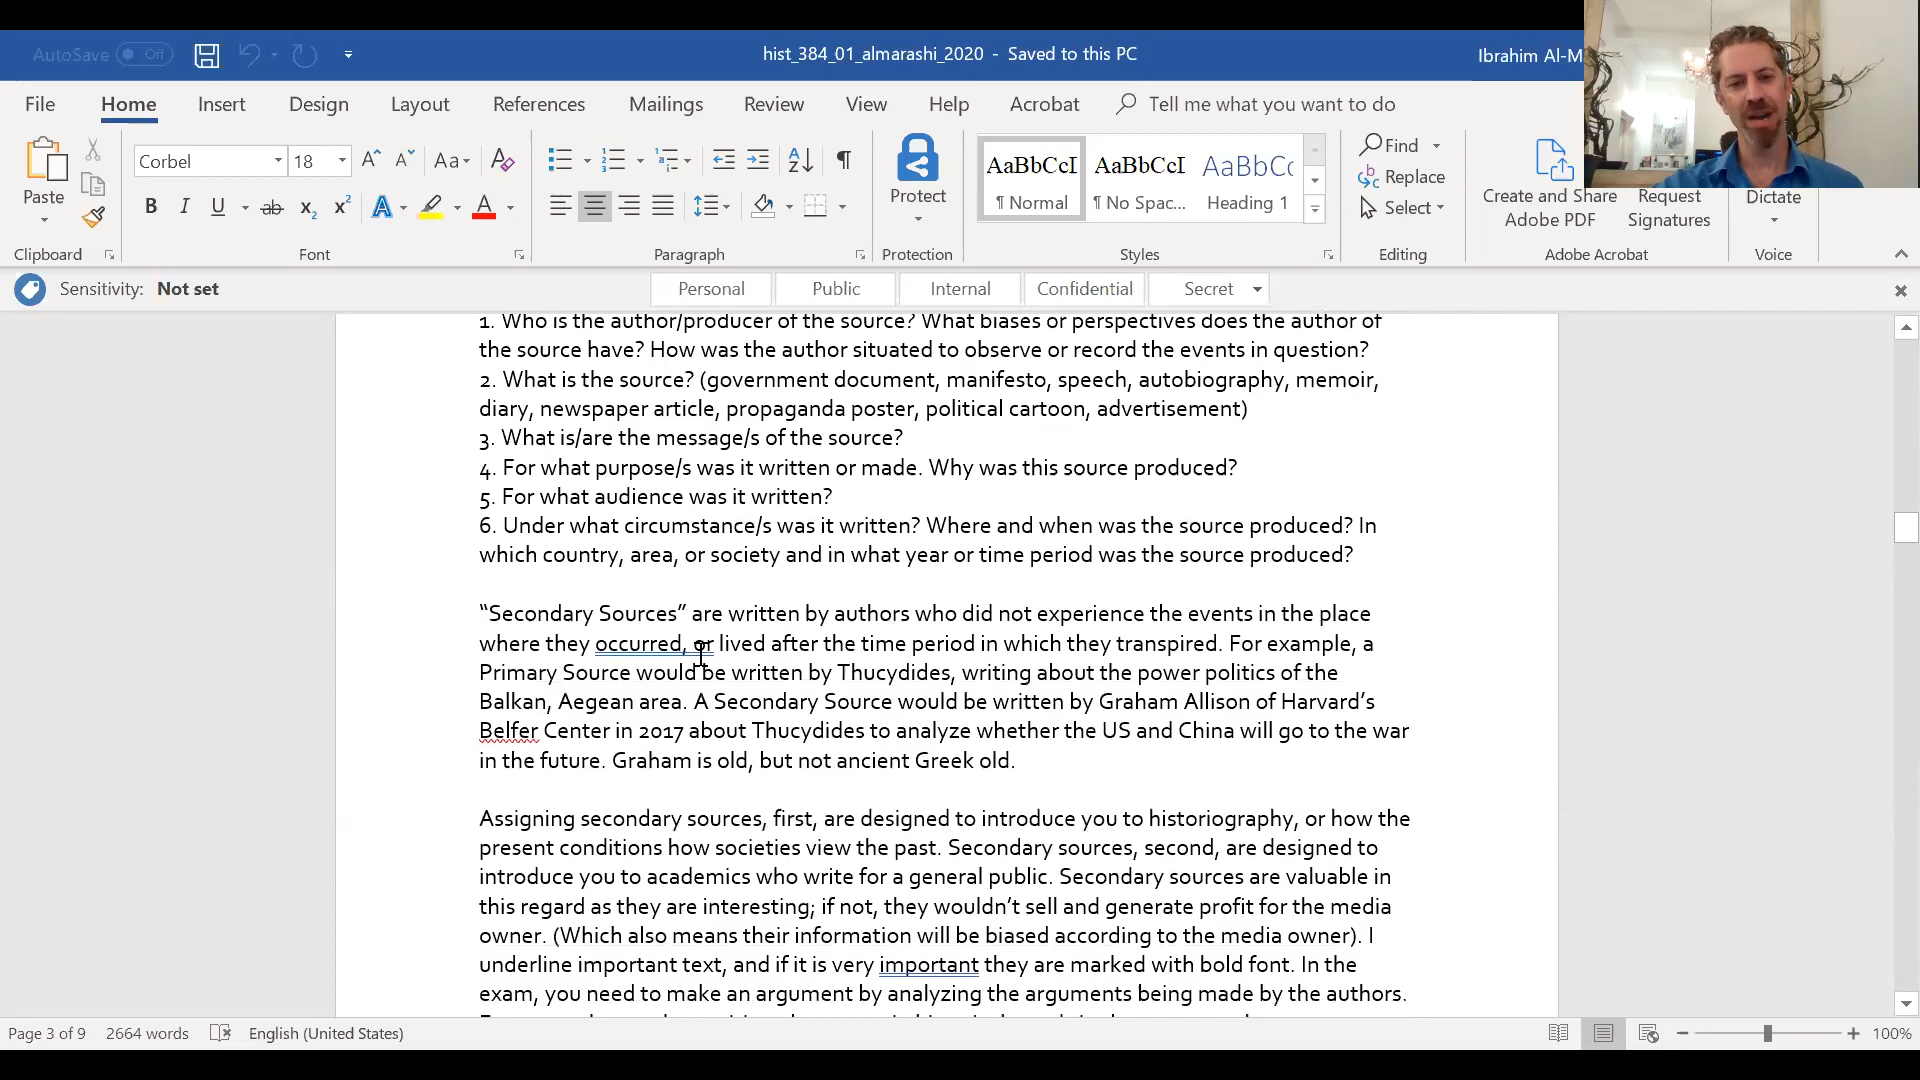 AutoSave Off
hist_384_01_almarashi_2020 - Saved to this PC
Ibrahim Al-M
File Home Insert Design Layout References Mailings Review View Help Acrobat Tell me what you want to do
Paste
Clipboard
Corbel 18
Aa
B I U ab x₂ x² A A
Font
Paragraph
Protect
Protection
AaBbCcI AaBbCcI AaBbCc
¶ Normal ¶ No Spac... Heading 1
Styles
Find
Replace
Select
Editing
Create and Share
Adobe PDF
Request
Signatures
Adobe Acrobat
Dictate
Voice
Sensitivity: Not set
Personal Public Internal Confidential Secret
1. Who is the author/producer of the source? What biases or perspectives does the author of
the source have? How was the author situated to observe or record the events in question?
2. What is the source? (government document, manifesto, speech, autobiography, memoir,
diary, newspaper article, propaganda poster, political cartoon, advertisement)
3. What is/are the message/s of the source?
4. For what purpose/s was it written or made. Why was this source produced?
5. For what audience was it written?
6. Under what circumstance/s was it written? Where and when was the source produced? In
which country, area, or society and in what year or time period was the source produced?
“Secondary Sources” are written by authors who did not experience the events in the place
where they occurred, or lived after the time period in which they transpired. For example, a
Primary Source would be written by Thucydides, writing about the power politics of the
Balkan, Aegean area. A Secondary Source would be written by Graham Allison of Harvard’s
Belfer Center in 2017 about Thucydides to analyze whether the US and China will go to the war
in the future. Graham is old, but not ancient Greek old.
Assigning secondary sources, first, are designed to introduce you to historiography, or how the
present conditions how societies view the past. Secondary sources, second, are designed to
introduce you to academics who write for a general public. Secondary sources are valuable in
this regard as they are interesting; if not, they wouldn’t sell and generate profit for the media
owner. (Which also means their information will be biased according to the media owner). I
underline important text, and if it is very important they are marked with bold font. In the
exam, you need to make an argument by analyzing the arguments being made by the authors.
Page 3 of 9 2664 words English (United States)
100%